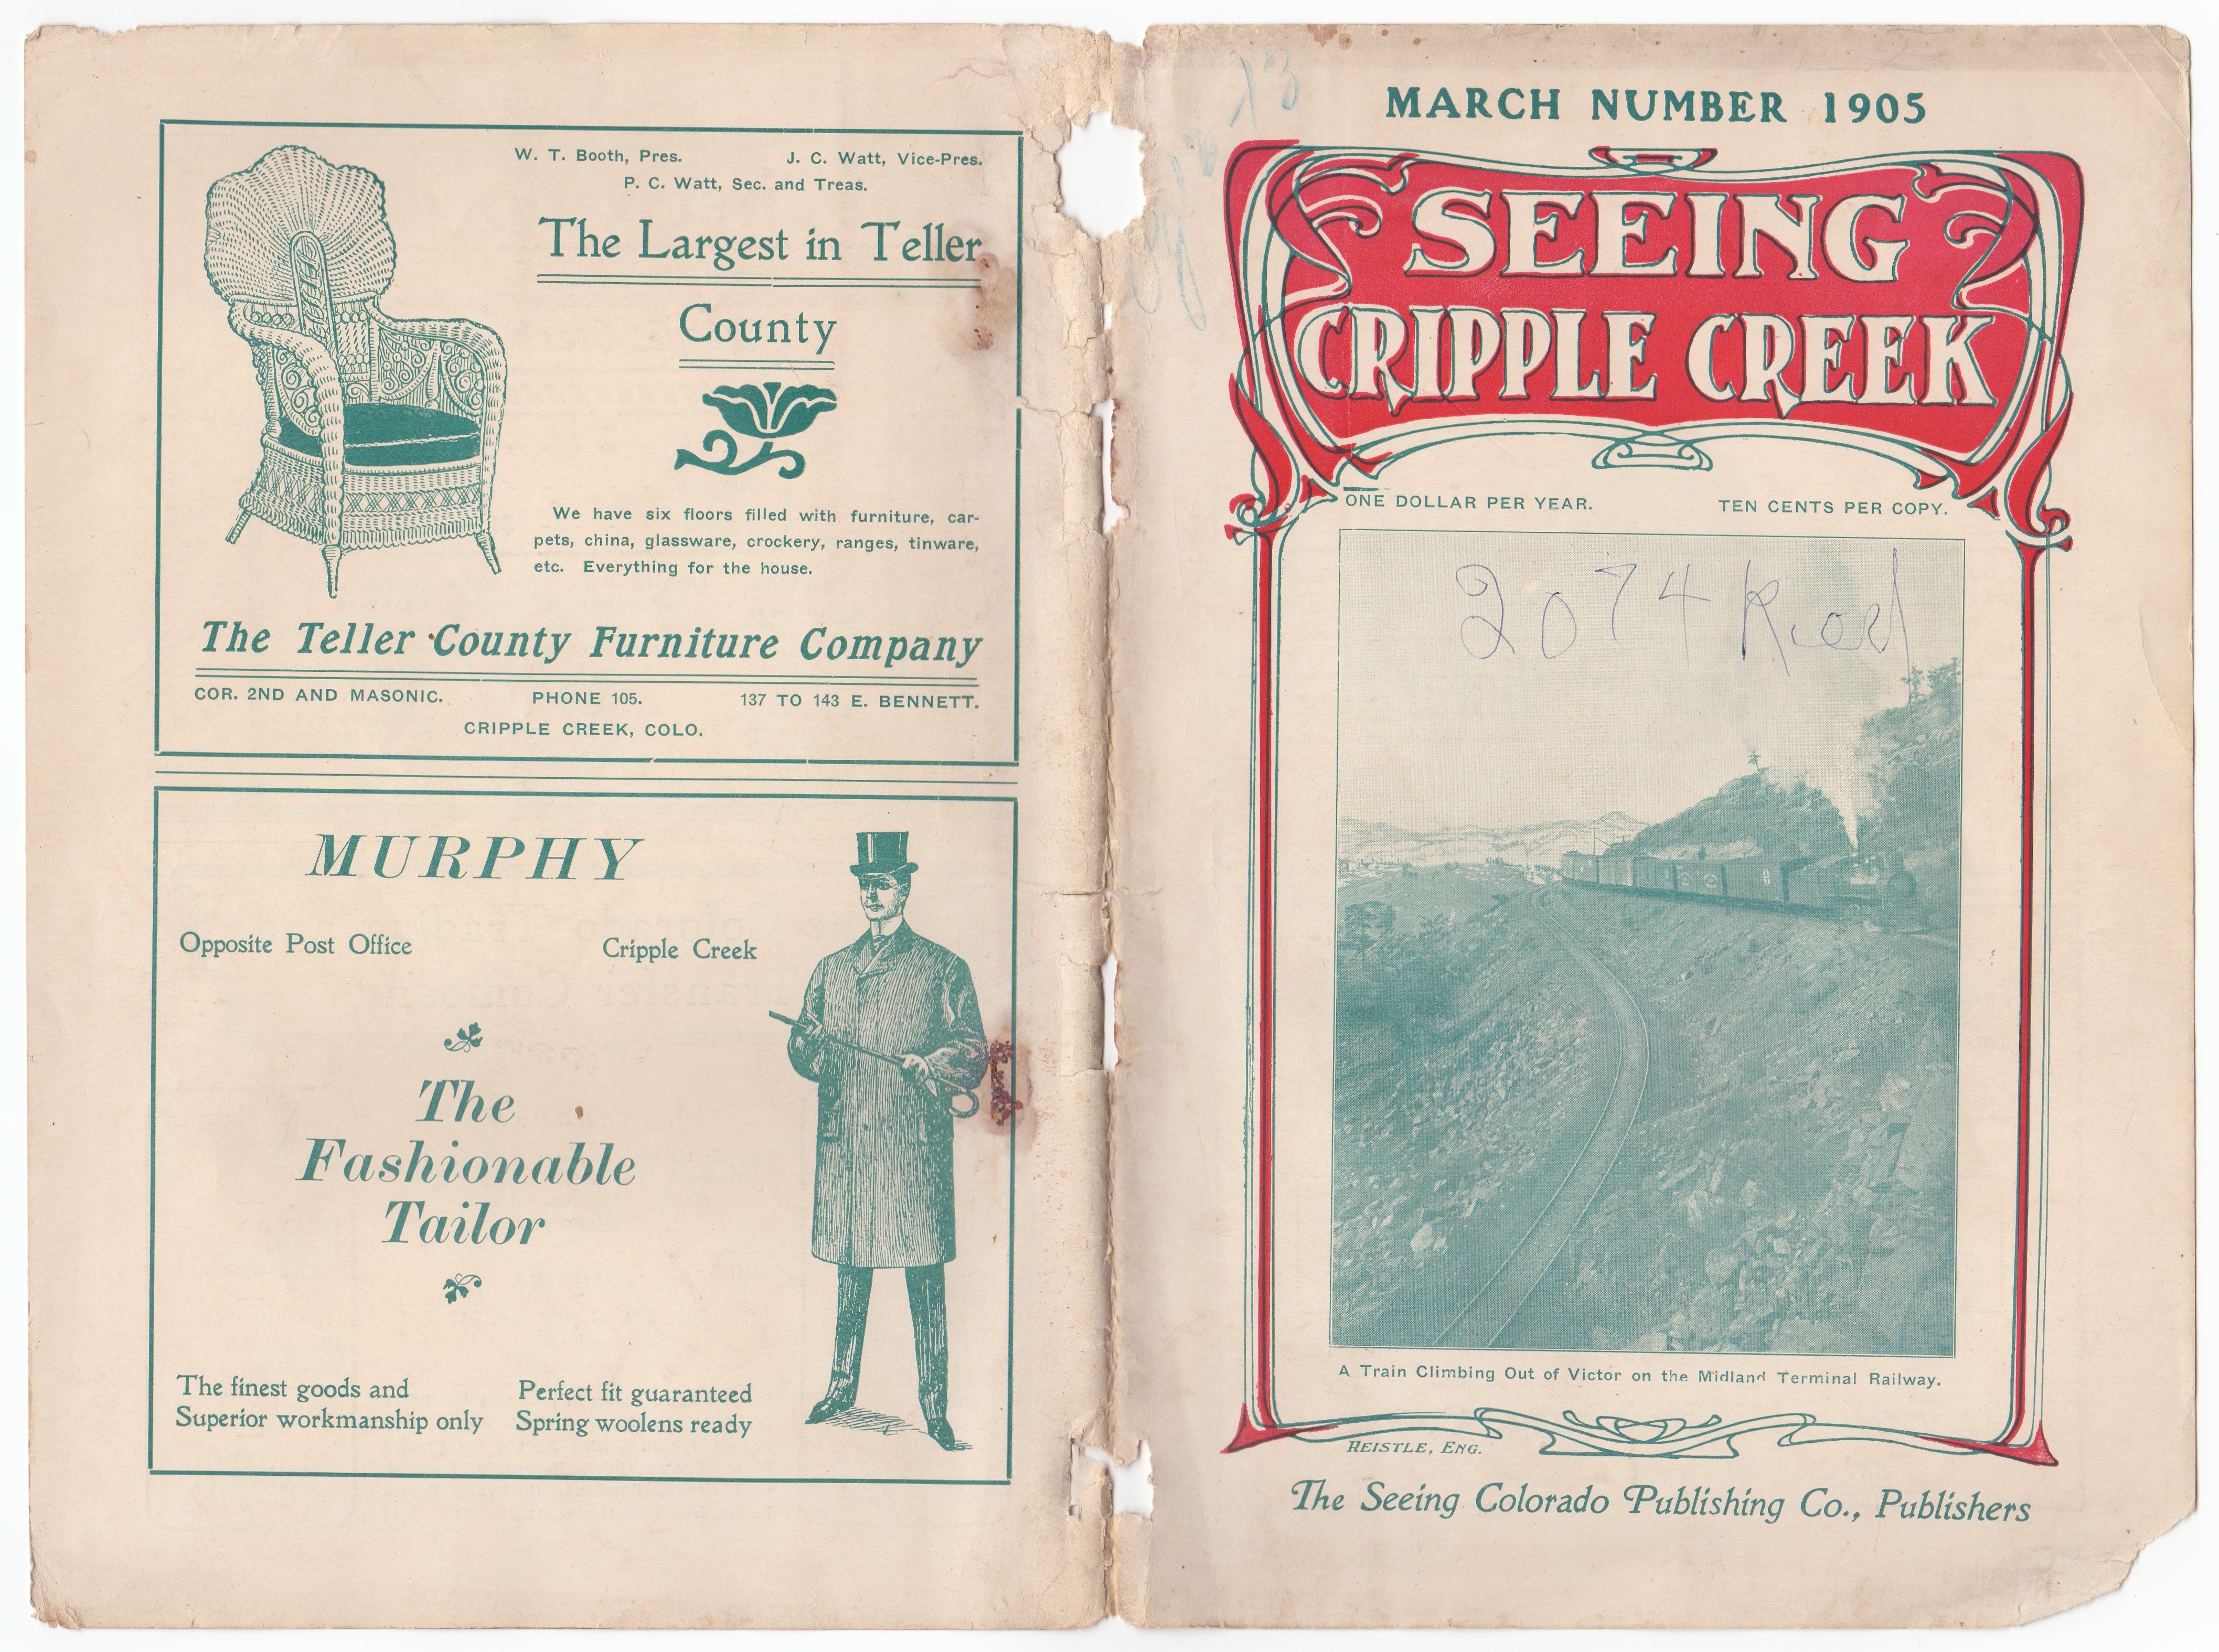 W. T. Booth, Pres. J. C. Watt, Vice-Pres.
P. C. Watt, Sec. and Treas.
The Largest in Teller
County
We have six floors filled with furniture, car-
pets, china, glassware, crockery, ranges, tinware,
etc. Everything for the house.
The Teller County Furniture Company
COR. 2ND AND MASONIC. PHONE 105. 137 TO 143 E. BENNETT.
CRIPPLE CREEK, COLO.
MURPHY
Opposite Post Office Cripple Creek
The
Fashionable
Tailor
The finest goods and
Superior workmanship only
Perfect fit guaranteed
Spring woolens ready
MARCH NUMBER 1905
SEEING
CRIPPLE CREEK
ONE DOLLAR PER YEAR. TEN CENTS PER COPY.
2074
A Train Climbing Out of Victor on the Midland Terminal Railway.
REISTLE, ENG.
The Seeing Colorado Publishing Co., Publishers